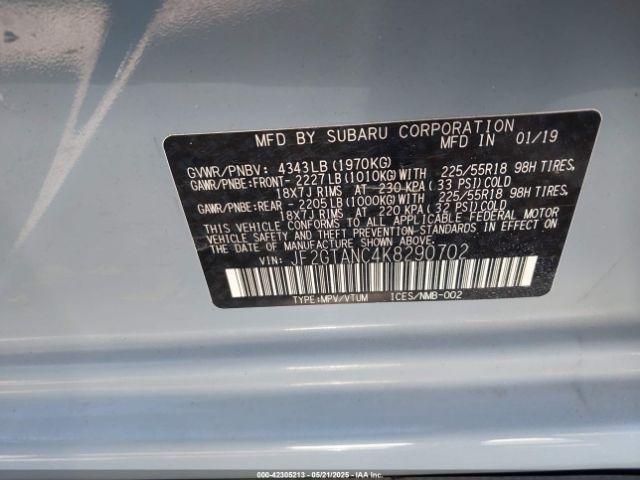 MFD BY SUBARU CORPORATION IN 01/19
GVWR/PNBV: 4343LB (1970KG)
GAWR/PNBE:FRONT-2227LB (1010KG) WITH 225/55R18 98H TIRES,
18X7J RIMS AT 230 KPA (33 PSI) COLD
GAWR/PNBE:REAR -2205LB (1000KG) WITH 225/55R18 98H TIRES,
18X7J RIMS AT 220 KPA (32 PSI) COLD
THIS VEHICLE CONFORMS TO ALL APPLICABLE FEDERAL MOTOR
VEHICLE SAFETY AND THEFT PREVENTION STANDARDS IN EFFECT ON
THE DATE OF MANUFACTURE SHOWN ABOVE.
VIN: JF2GTANC4K8290702
TYPE:MPV/VTUM ICES/NMB-002
000-42305213 - 05/21/2025 - IAA Inc.